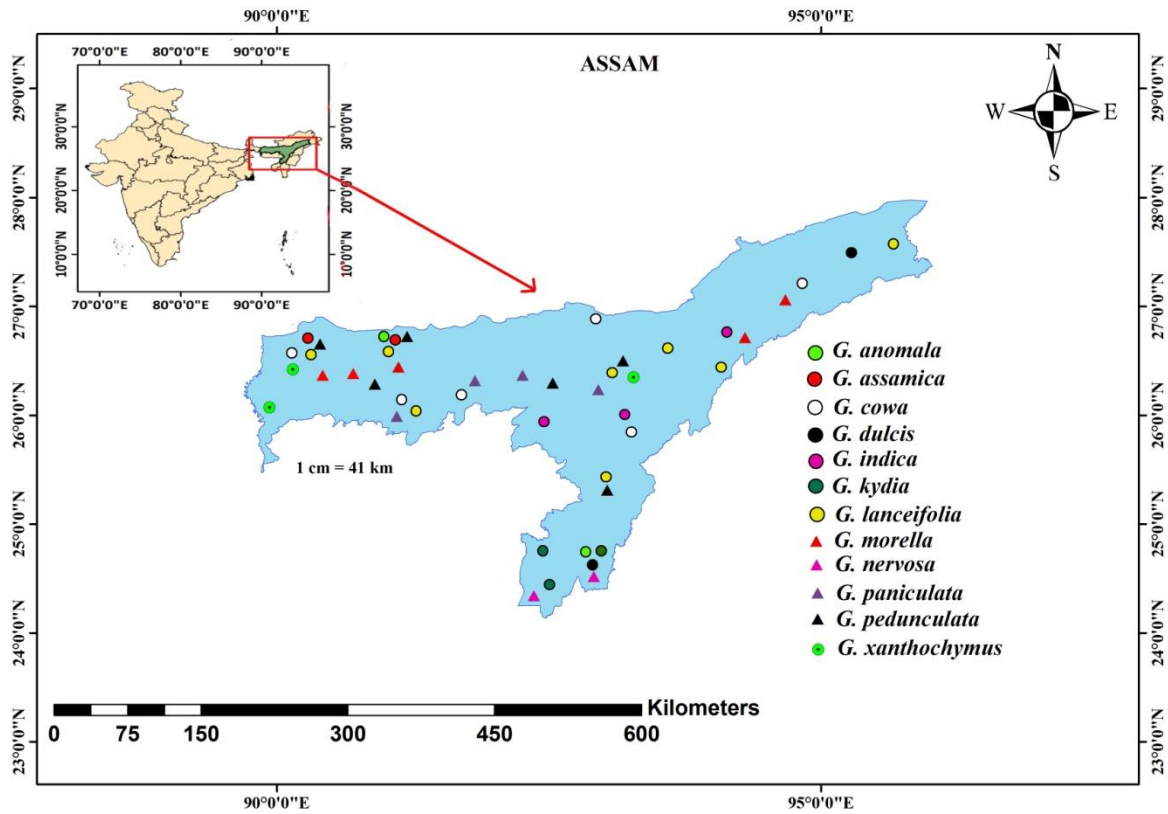 90°0'0"E 95°0'0"E
ASSAM
70°0'0"E 80°0'0"E 90°0'0"E
30°0'0"N
20°0'0"N
10°0'0"N
30°0'0"N
20°0'0"N
10°0'0"N
70°0'0"E 80°0'0"E 90°0'0"E
N
W E
S
29°0'0"N
28°0'0"N
27°0'0"N
26°0'0"N
25°0'0"N
24°0'0"N
23°0'0"N
29°0'0"N
28°0'0"N
27°0'0"N
26°0'0"N
25°0'0"N
24°0'0"N
23°0'0"N
1 cm = 41 km
G. anomala
G. assamica
G. cowa
G. dulcis
G. indica
G. kydia
G. lanceifolia
G. morella
G. nervosa
G. paniculata
G. pedunculata
G. xanthochymus
Kilometers
0 75 150 300 450 600
90°0'0"E 95°0'0"E